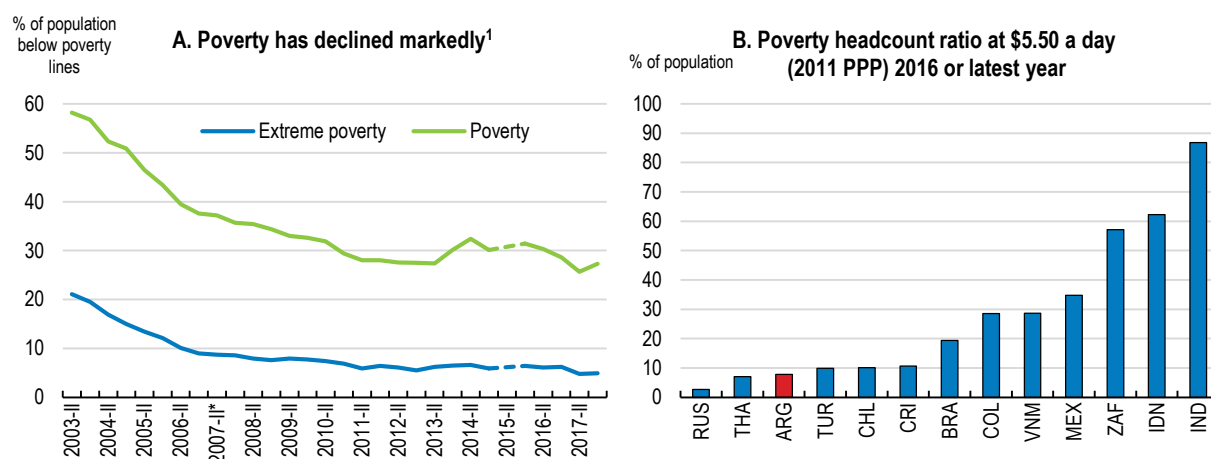 % of population
below poverty
lines
A. Poverty has declined markedly1
60
50
40
30
20
10
0
Extreme poverty
Poverty
2003-II
2004-II
2005-II
2006-II
2007-II*
2008-II
2009-II
2010-II
2011-II
2012-II
2013-II
2014-II
2015-II
2016-II
2017-II
B. Poverty headcount ratio at $5.50 a day
(2011 PPP) 2016 or latest year
% of population
100
90
80
70
60
50
40
30
20
10
0
RUS
THA
ARG
TUR
CHL
CRI
BRA
COL
VNM
MEX
ZAF
IDN
IND